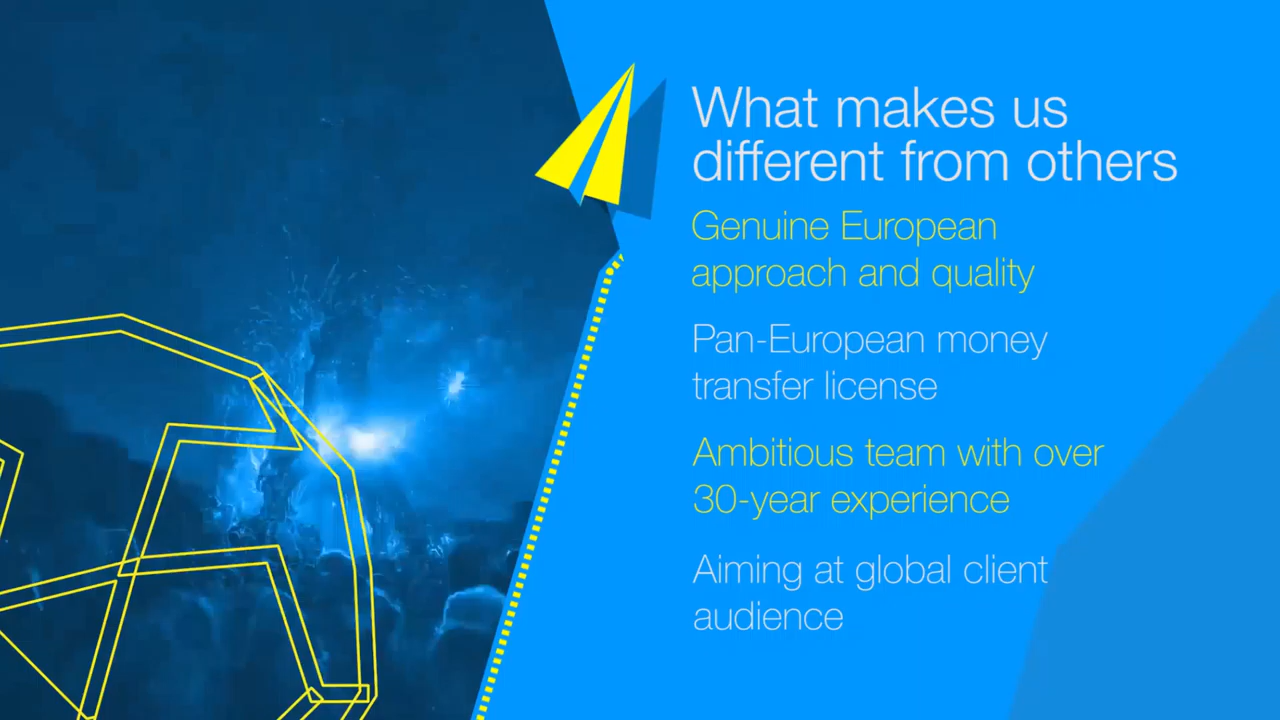 What makes us
different from others
Genuine European
approach and quality
Pan-European money
transfer license
Ambitious team with over
30-year experience
Aiming at global client
audience